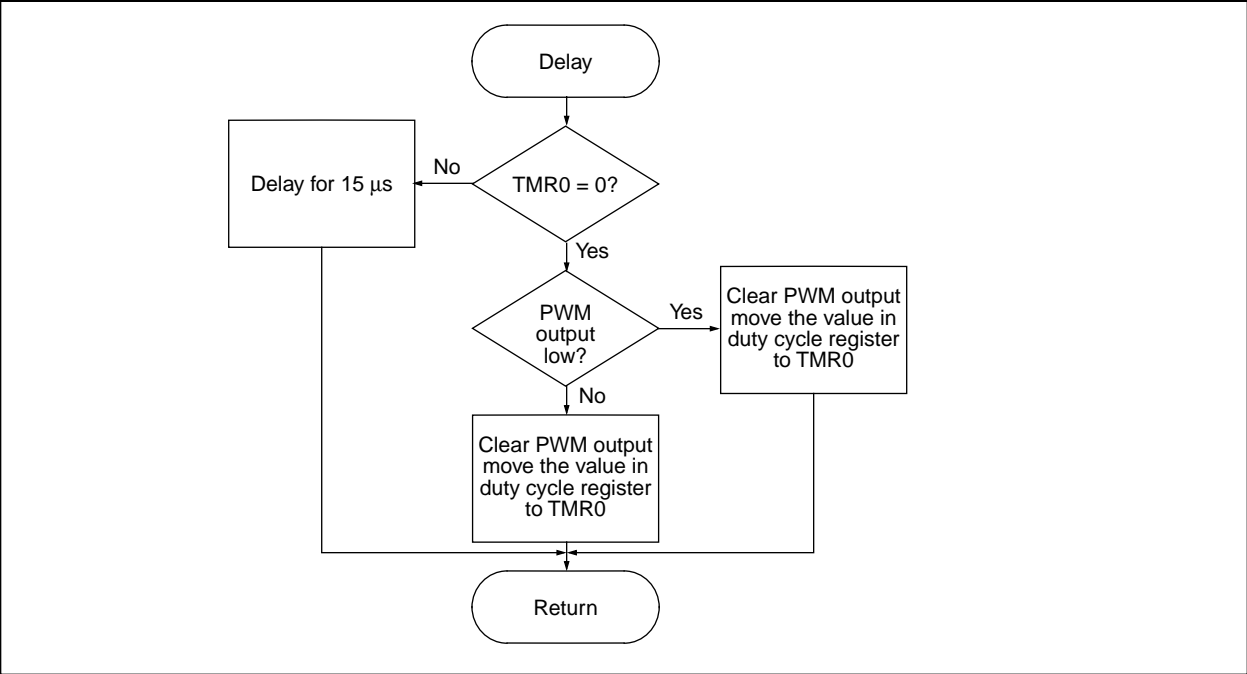 Delay
TMR0 = 0?
No
Delay for 15 μs
Yes
PWM
output
low?
Yes
Clear PWM output
move the value in
duty cycle register
to TMR0
No
Clear PWM output
move the value in
duty cycle register
to TMR0
Return